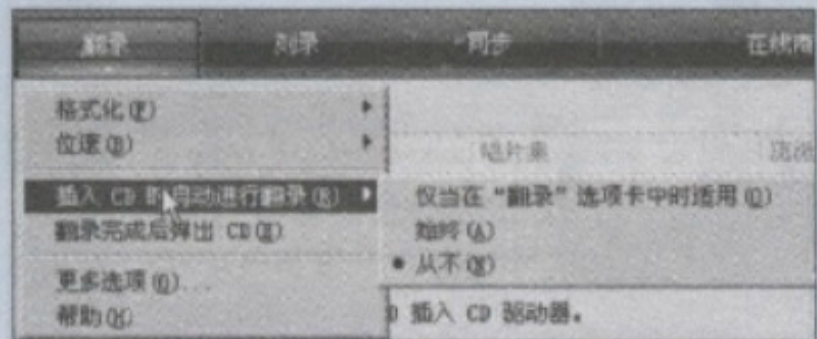 翻录 刻录 同步 在线商
格式化(F)
位速(B)
唱片集
插入 CD 时自动进行翻录(R)
仅当在“翻录”选项卡中时适用(O)
翻录完成后弹出 CD(E)
始终(A)
从不(N)
更多选项(O)...
帮助(H)
插入 CD 驱动器。